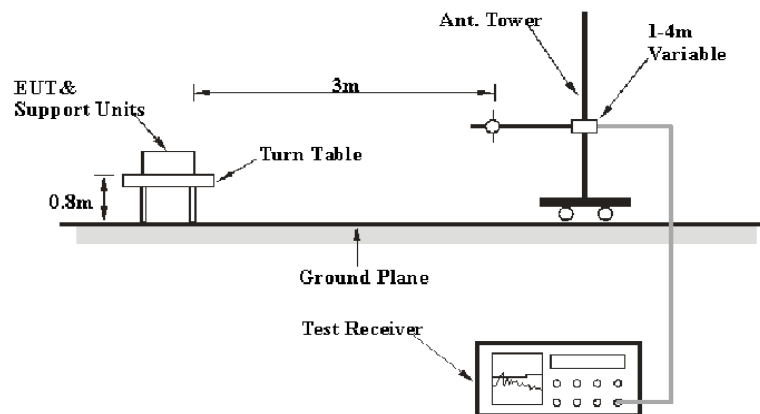 Ant. Tower
1-4m
Variable
3m
EUT &
Support Units
Turn Table
0.8m
Ground Plane
Test Receiver